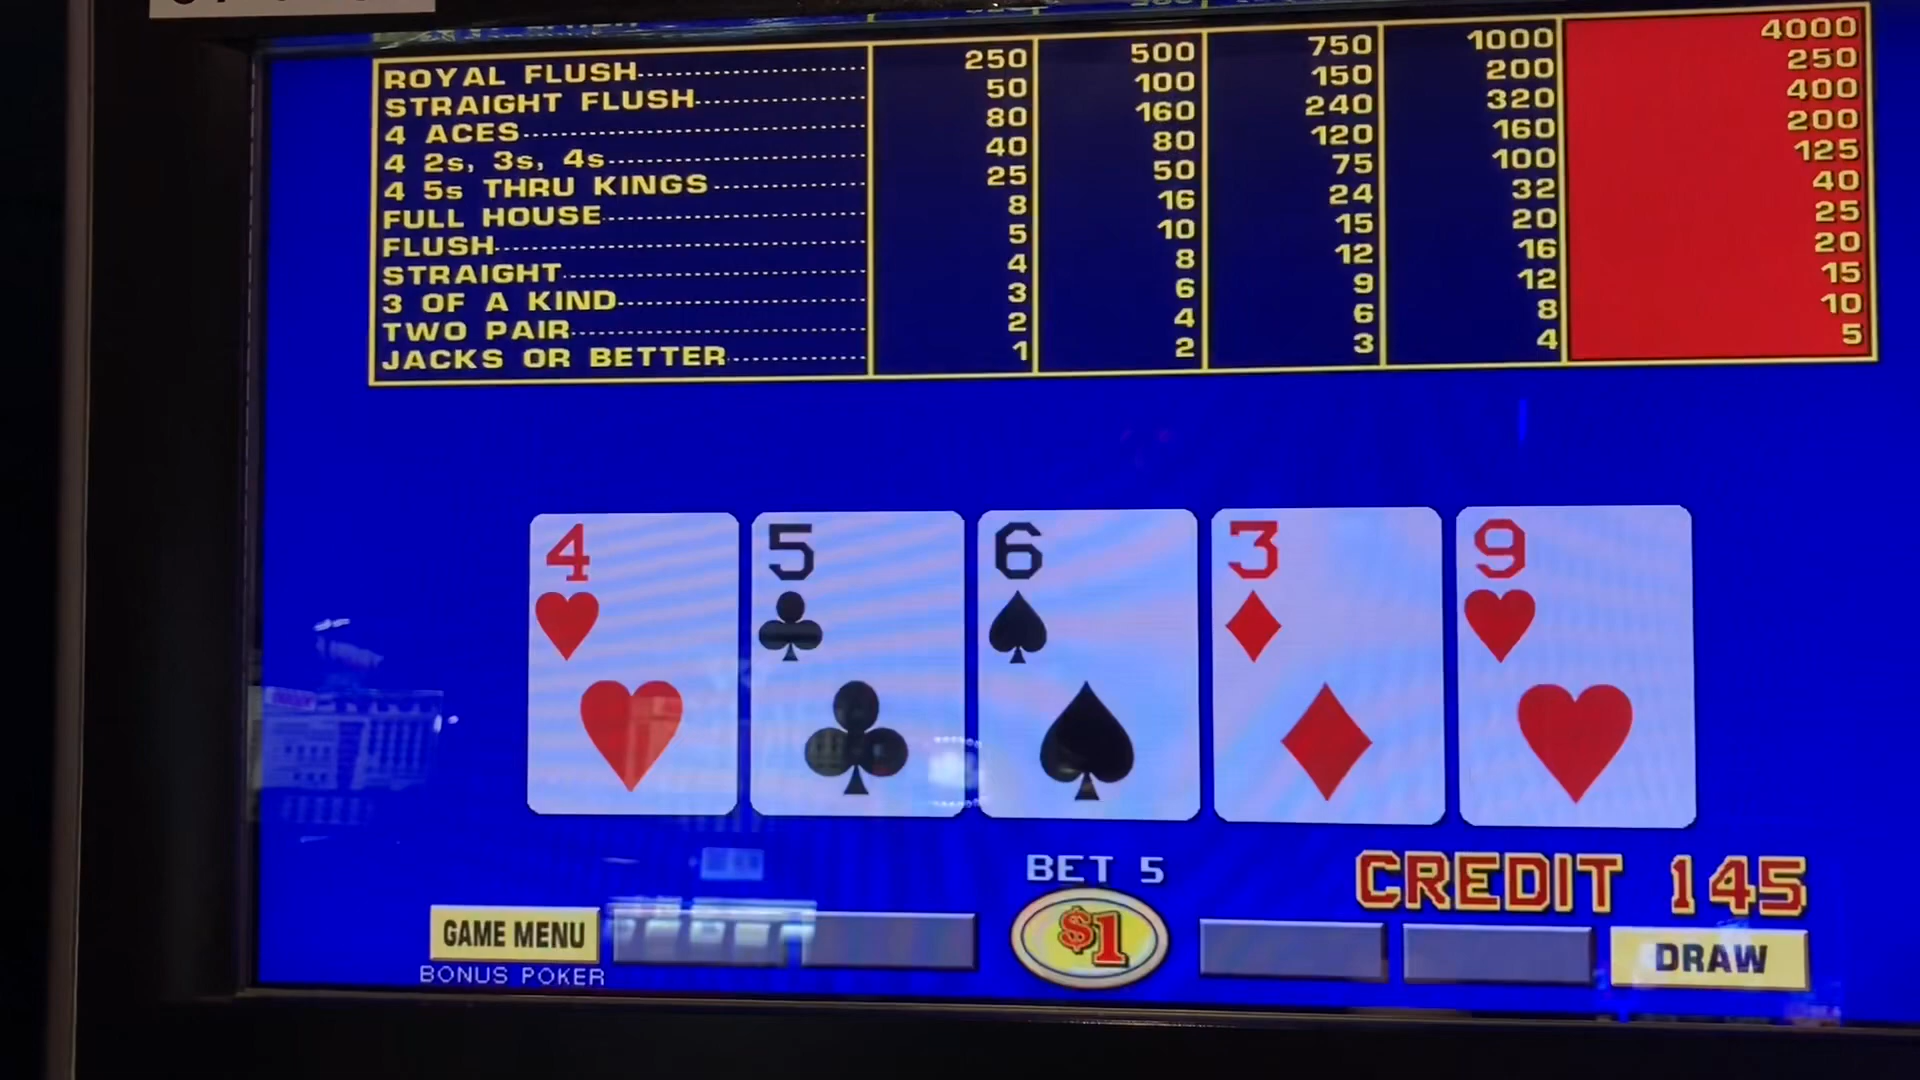 ROYAL FLUSH 250 500 750 1000 4000
STRAIGHT FLUSH 50 100 150 200 250
4 ACES 80 160 240 320 400
4 2s, 3s, 4s 40 80 120 160 200
4 5s THRU KINGS 25 50 75 100 125
FULL HOUSE 8 16 24 32 40
FLUSH 5 10 15 20 25
STRAIGHT 4 8 12 16 20
3 OF A KIND 3 6 9 12 15
TWO PAIR 2 4 6 8 10
JACKS OR BETTER 1 2 3 4 5
4 5 6 3 9
BET 5
CREDIT 145
GAME MENU
$1
DRAW
BONUS POKER